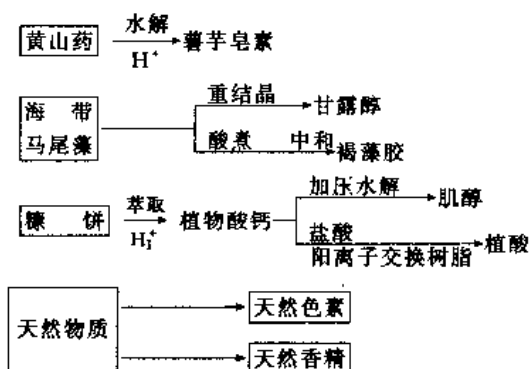 水解
黄山药 H⁺ 薯芋皂素
重结晶
海 带 甘露醇
马尾藻 酸煮 中和 褐藻胶
加压水解
萃取 肌醇
糠 饼 植物酸钙 盐酸
H₃⁺ 植酸
阳离子交换树脂
天然色素
天然物质
天然香精